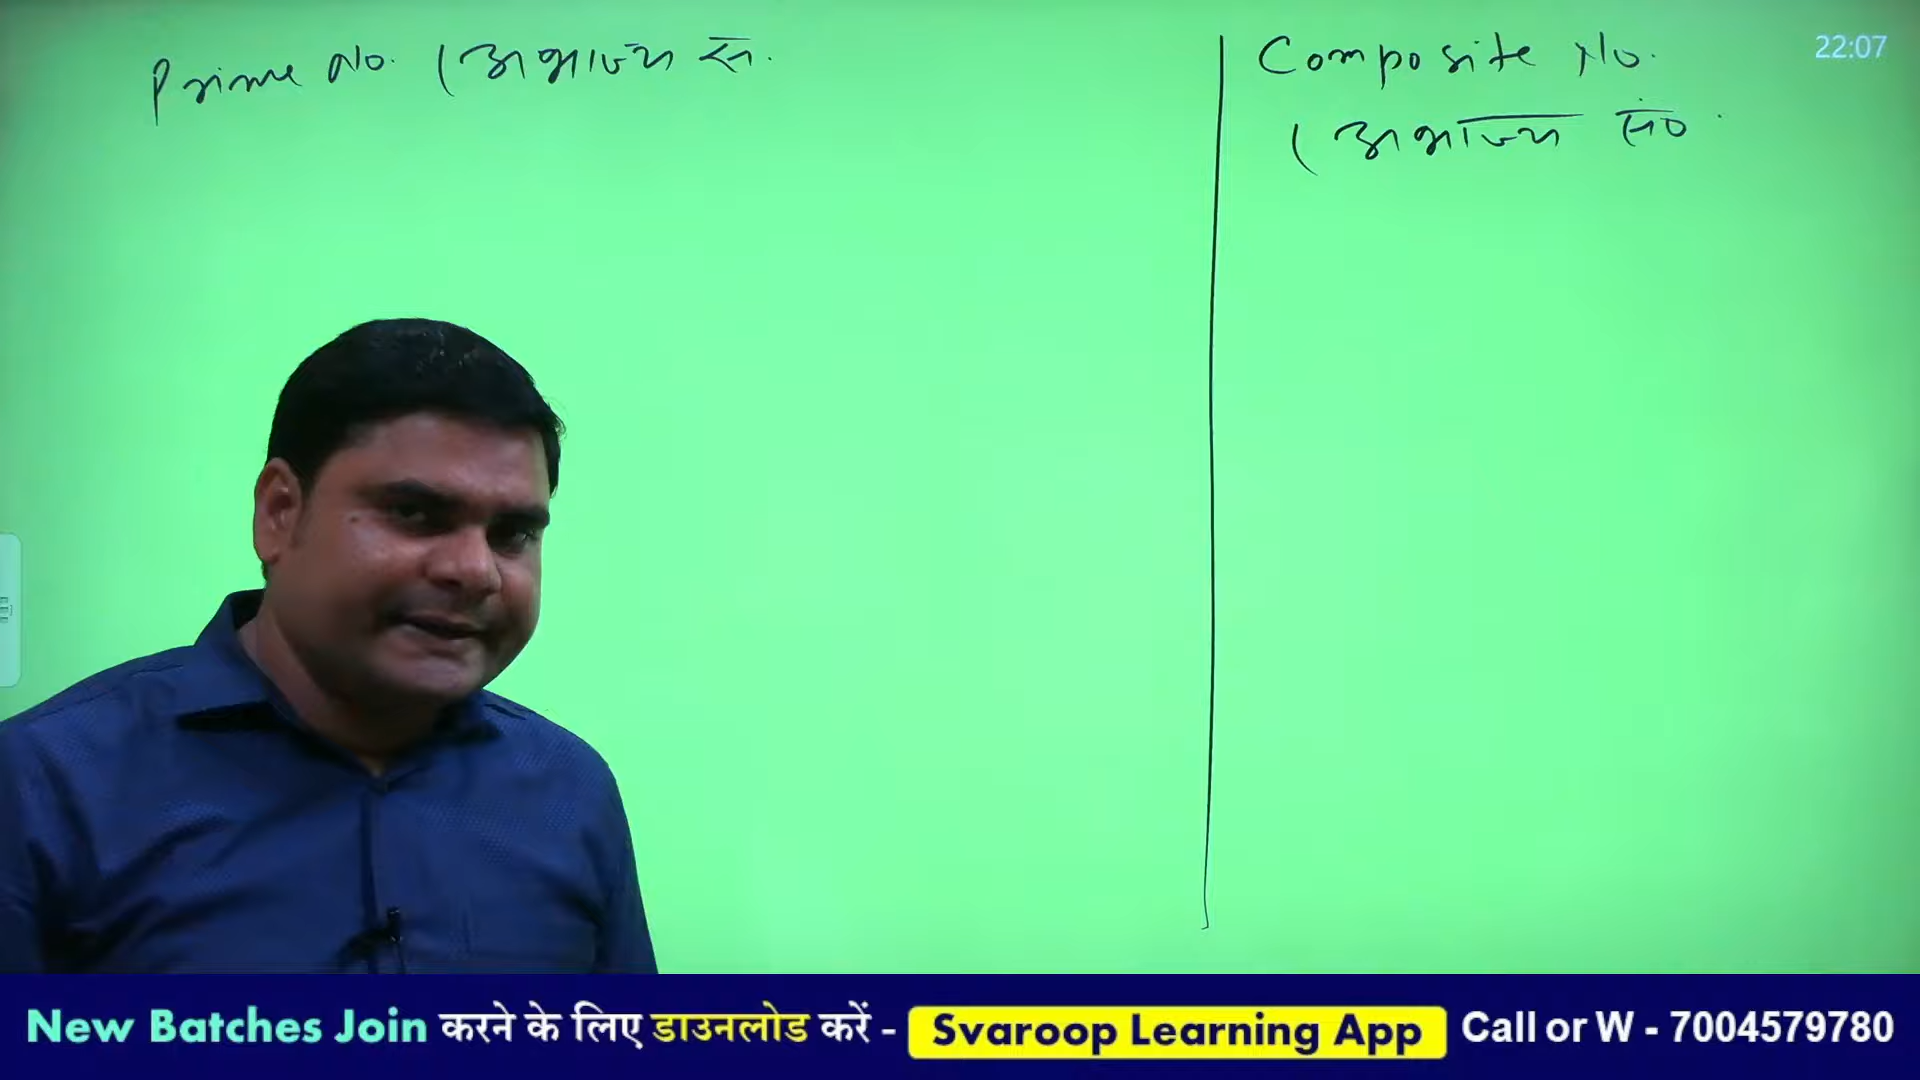 Prime No. (अभाज्य सं.
Composite No.
(अभाज्य सं०
22:07
New Batches Join करने के लिए डाउनलोड करें - Svaroop Learning App Call or W - 7004579780